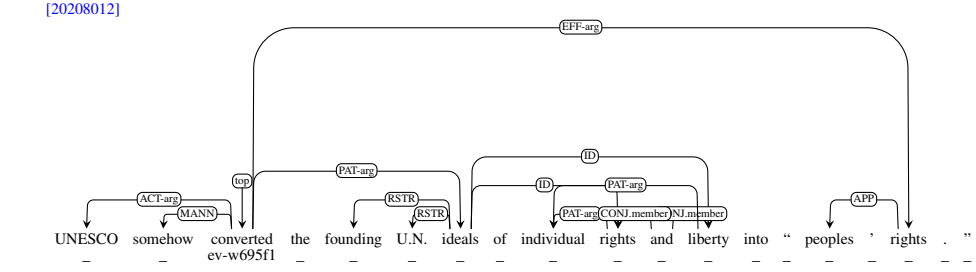 [20208012]
EFF-arg
ID
PAT-arg
top
ID
PAT-arg
ACT-arg
RSTR
APP
MANN
RSTR
PAT-arg
CONJ.member
NJ.member
UNESCO somehow converted the founding U.N. ideals of individual rights and liberty into “ peoples ’ rights . ”
_ _ ev-w695f1 _ _ _ _ _ _ _ _ _ _ _ _ _ _ _ _